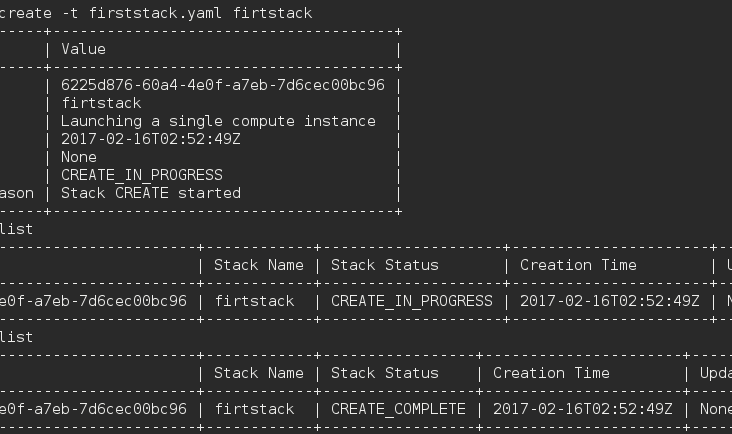 create -t firststack.yaml firtstack
-----+--------------------------------------+
| Value |
-----+--------------------------------------+
| 6225d876-60a4-4e0f-a7eb-7d6cec00bc96 |
| firtstack |
| Launching a single compute instance |
| 2017-02-16T02:52:49Z |
| None |
| CREATE_IN_PROGRESS |
ason | Stack CREATE started |
-----+--------------------------------------+
list
----------------------+------------+--------------------+----------------------+--
| Stack Name | Stack Status | Creation Time | U
----------------------+------------+--------------------+----------------------+--
e0f-a7eb-7d6cec00bc96 | firtstack | CREATE_IN_PROGRESS | 2017-02-16T02:52:49Z | N
----------------------+------------+--------------------+----------------------+--
list
----------------------+------------+-----------------+----------------------+-----
| Stack Name | Stack Status | Creation Time | Upda
----------------------+------------+-----------------+----------------------+-----
e0f-a7eb-7d6cec00bc96 | firtstack | CREATE_COMPLETE | 2017-02-16T02:52:49Z | None
----------------------+------------+-----------------+----------------------+-----